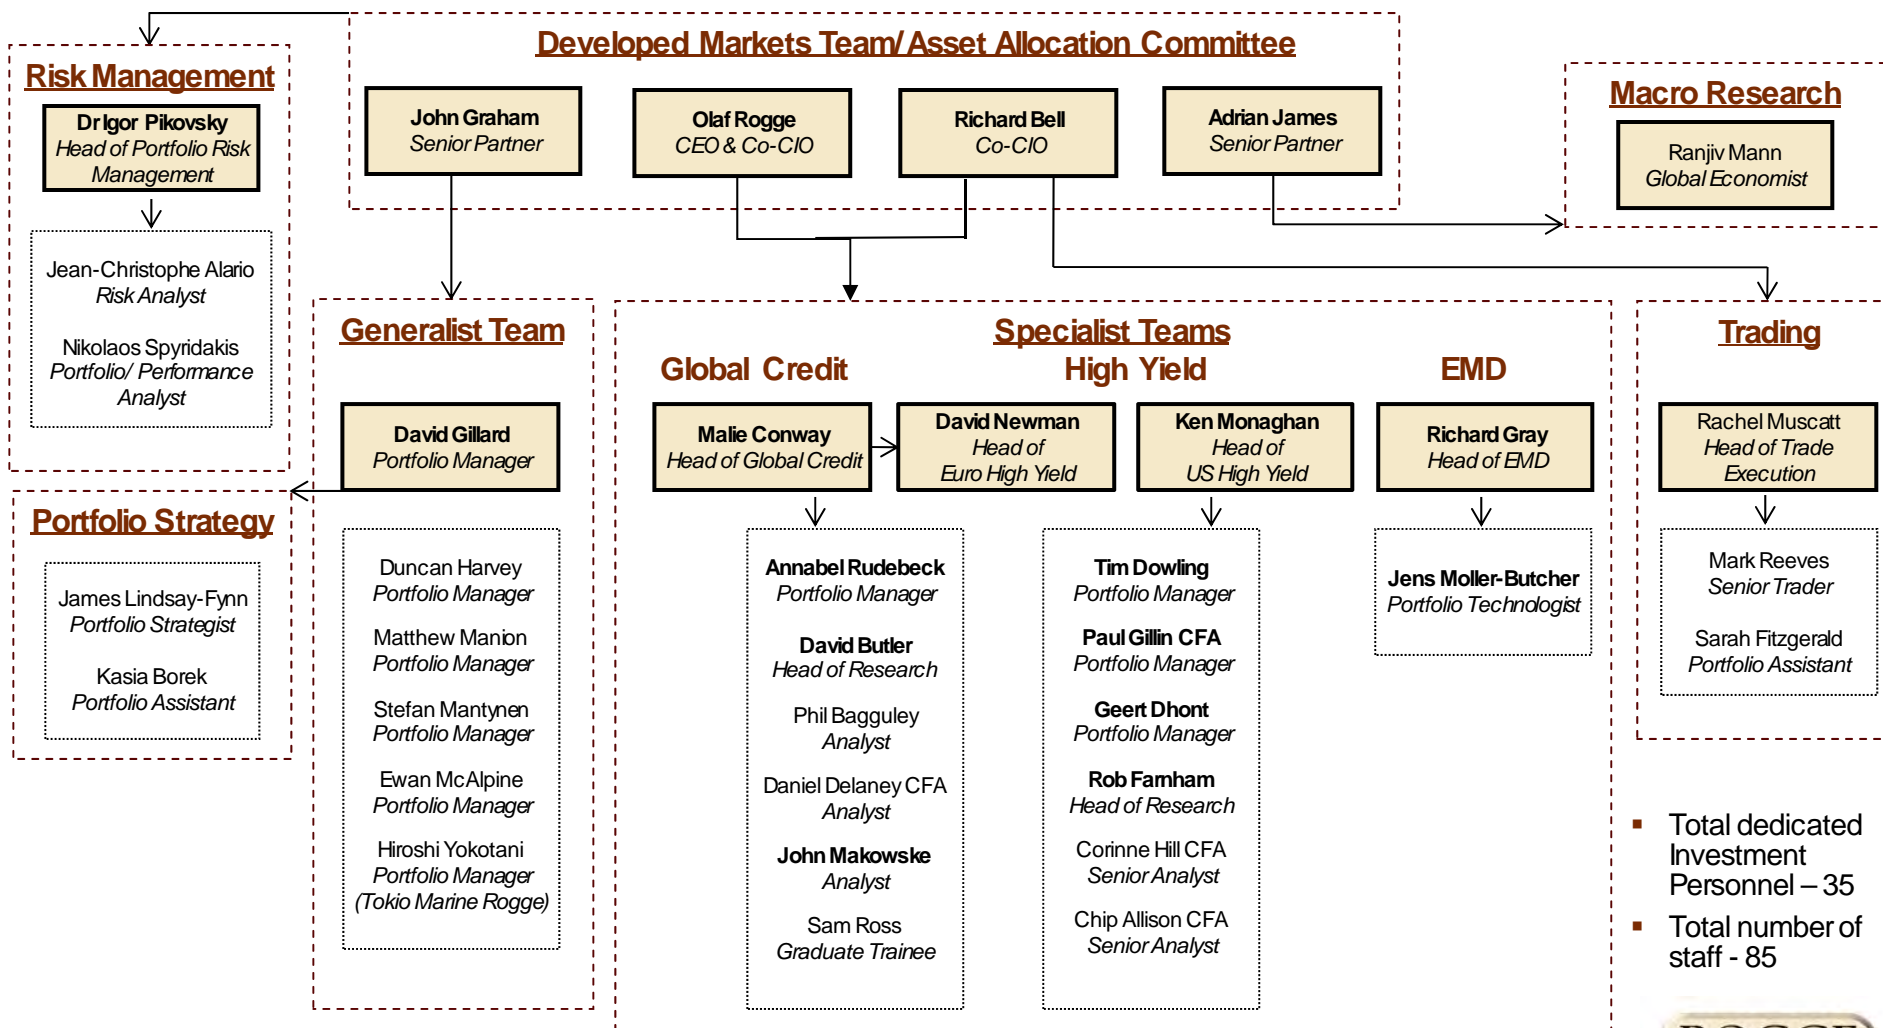 Developed Markets Team/Asset Allocation Committee
John Graham
Senior Partner
Olaf Rogge
CEO & Co-CIO
Richard Bell
Co-CIO
Adrian James
Senior Partner
Risk Management
Dr Igor Pikovsky
Head of Portfolio Risk
Management
Jean-Christophe Alario
Risk Analyst
Nikolaos Spyridakis
Portfolio/ Performance
Analyst
Macro Research
Ranjiv Mann
Global Economist
Portfolio Strategy
James Lindsay-Fynn
Portfolio Strategist
Kasia Borek
Portfolio Assistant
Generalist Team
David Gillard
Portfolio Manager
Duncan Harvey
Portfolio Manager
Matthew Manion
Portfolio Manager
Stefan Mantynen
Portfolio Manager
Ewan McAlpine
Portfolio Manager
Hiroshi Yokotani
Portfolio Manager
(Tokio Marine Rogge)
Specialist Teams
Global Credit
High Yield
EMD
Malie Conway
Head of Global Credit
David Newman
Head of
Euro High Yield
Ken Monaghan
Head of
US High Yield
Richard Gray
Head of EMD
Annabel Rudebeck
Portfolio Manager
David Butler
Head of Research
Phil Bagguley
Analyst
Daniel Delaney CFA
Analyst
John Makowske
Analyst
Sam Ross
Graduate Trainee
Tim Dowling
Portfolio Manager
Paul Gillin CFA
Portfolio Manager
Geert Dhont
Portfolio Manager
Rob Farnham
Head of Research
Corinne Hill CFA
Senior Analyst
Chip Allison CFA
Senior Analyst
Jens Moller-Butcher
Portfolio Technologist
Trading
Rachel Muscatt
Head of Trade
Execution
Mark Reeves
Senior Trader
Sarah Fitzgerald
Portfolio Assistant
▪ Total dedicated
Investment
Personnel – 35
▪ Total number of
staff - 85